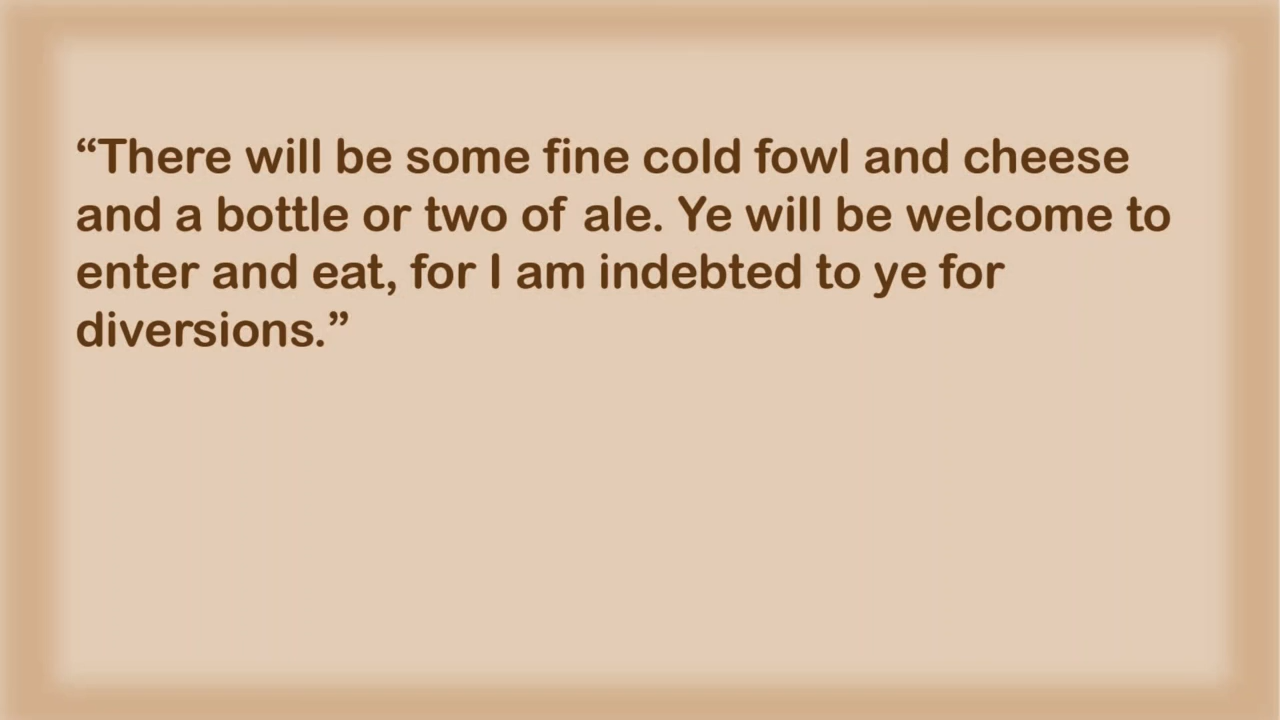 “There will be some fine cold fowl and cheese
and a bottle or two of ale. Ye will be welcome to
enter and eat, for I am indebted to ye for
diversions.”